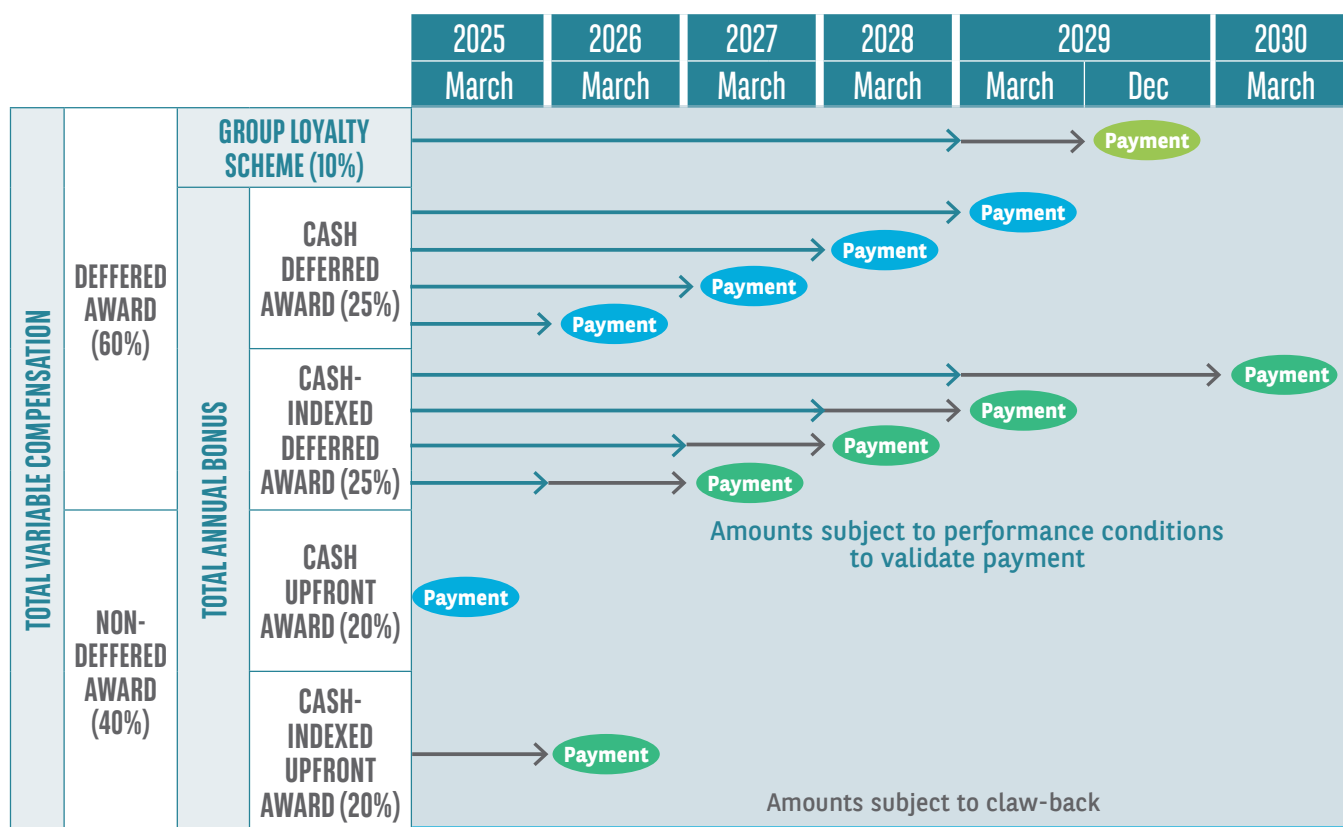 2025
2026
2027
2028
2029
2030
March
March
March
March
March
Dec
March
TOTAL VARIABLE COMPENSATION
DEFFERED
AWARD
(60%)
GROUP LOYALTY
SCHEME (10%)
Payment
TOTAL ANNUAL BONUS
CASH
DEFERRED
AWARD (25%)
Payment
Payment
Payment
Payment
CASH-
INDEXED
DEFERRED
AWARD (25%)
Payment
Payment
Payment
Payment
Amounts subject to performance conditions
to validate payment
NON-
DEFFERED
AWARD
(40%)
CASH
UPFRONT
AWARD (20%)
Payment
CASH-
INDEXED
UPFRONT
AWARD (20%)
Payment
Amounts subject to claw-back